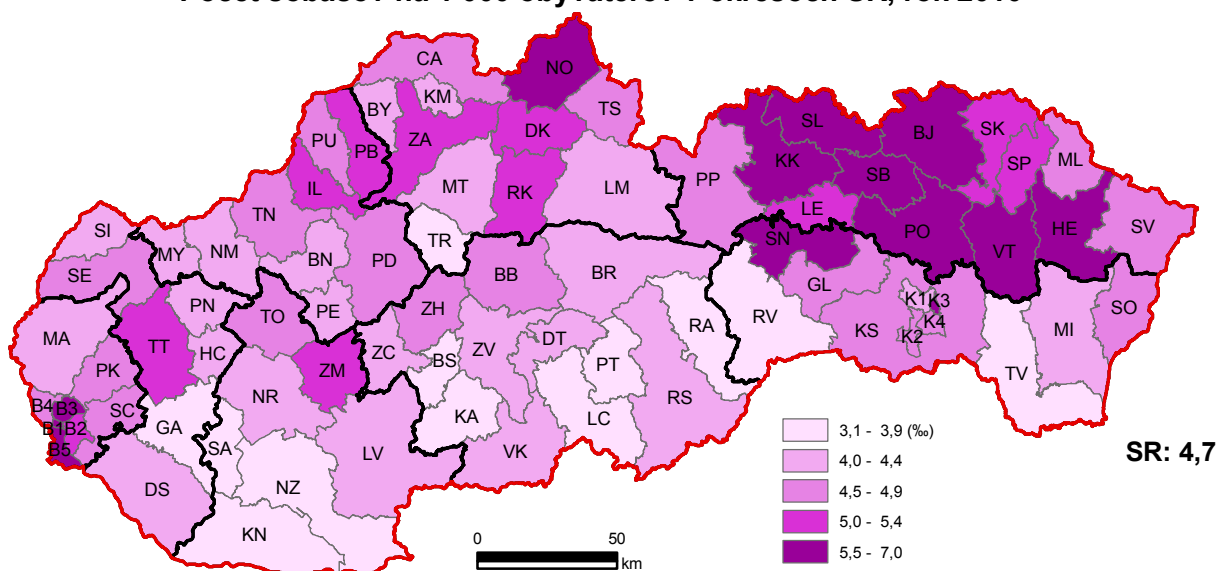 CA
NO
BY
KM
TS
PU
PB
ZA
DK
SL
BJ
SK
SP
ML
IL
MT
RK
LM
PP
KK
SB
LE
SI
TN
TR
PO
VT
HE
SV
SE
MY
NM
BN
PD
BB
BR
SN
GL
MA
TT
PN
TO
PE
ZH
RA
RV
KS
K1
K3
K4
K2
MI
SO
PK
HC
ZM
ZC
BS
ZV
DT
PT
TV
B4
B3
SC
GA
NR
KA
LC
RS
B1
B2
B5
SA
LV
VK
DS
NZ
KN
3,1 - 3,9 (‰)
4,0 - 4,4
4,5 - 4,9
5,0 - 5,4
5,5 - 7,0
SR: 4,7
0 50
km